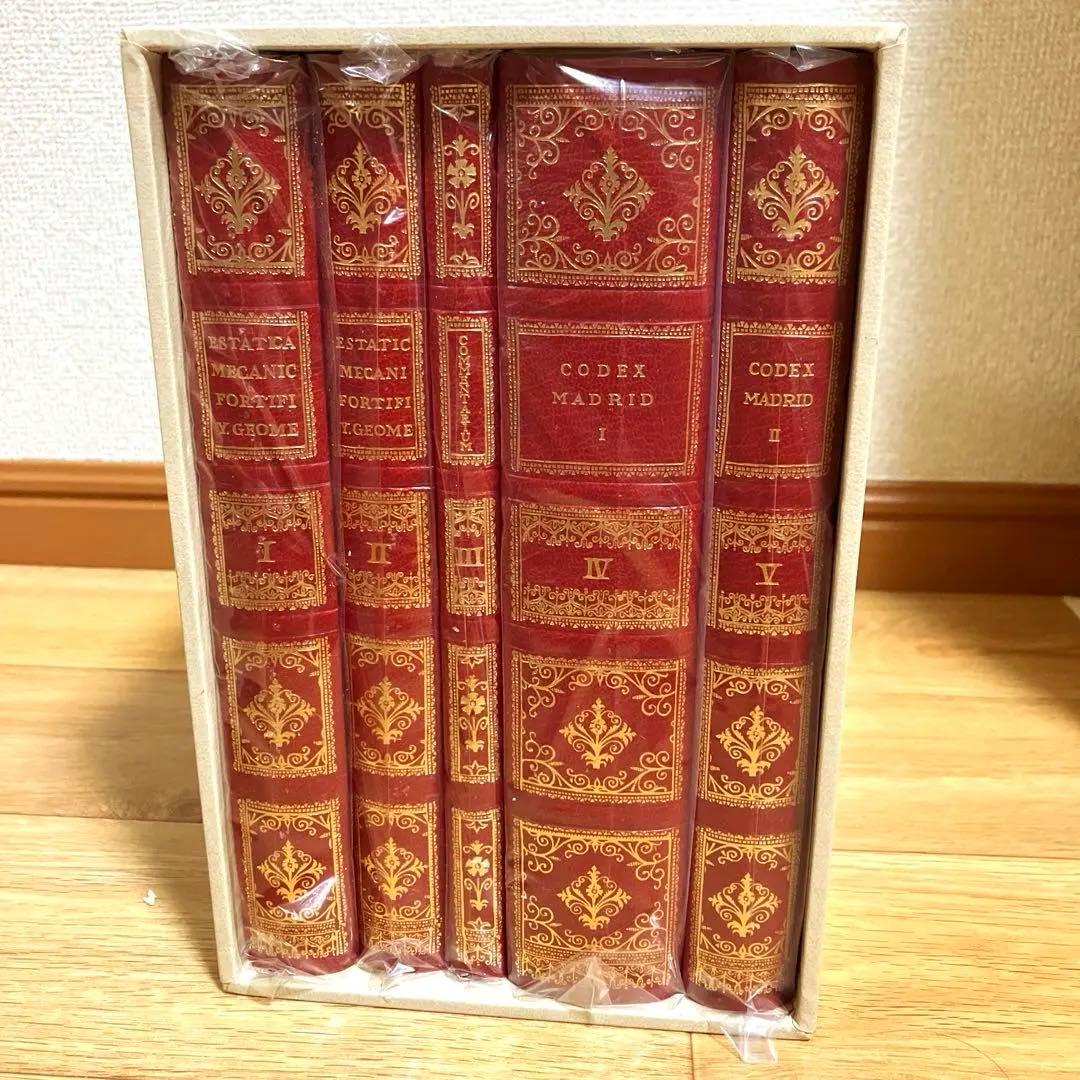 ESTATICA
MECANIC
FORTIFI
Y.GEOME
I
ESTATIC
MECANI
FORTIFI
Y.GEOME
II
COMMENTARIUM
III
CODEX
MADRID
I
IV
CODEX
MADRID
II
V